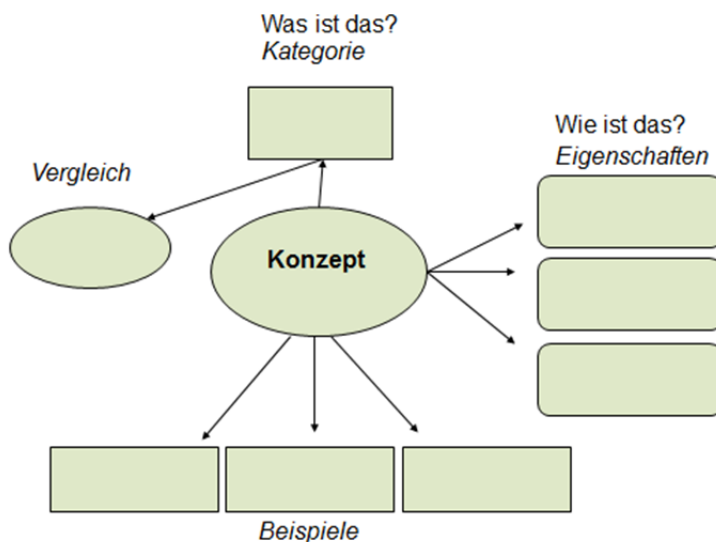 Was ist das?
Kategorie
Wie ist das?
Eigenschaften
Vergleich
Konzept
Beispiele